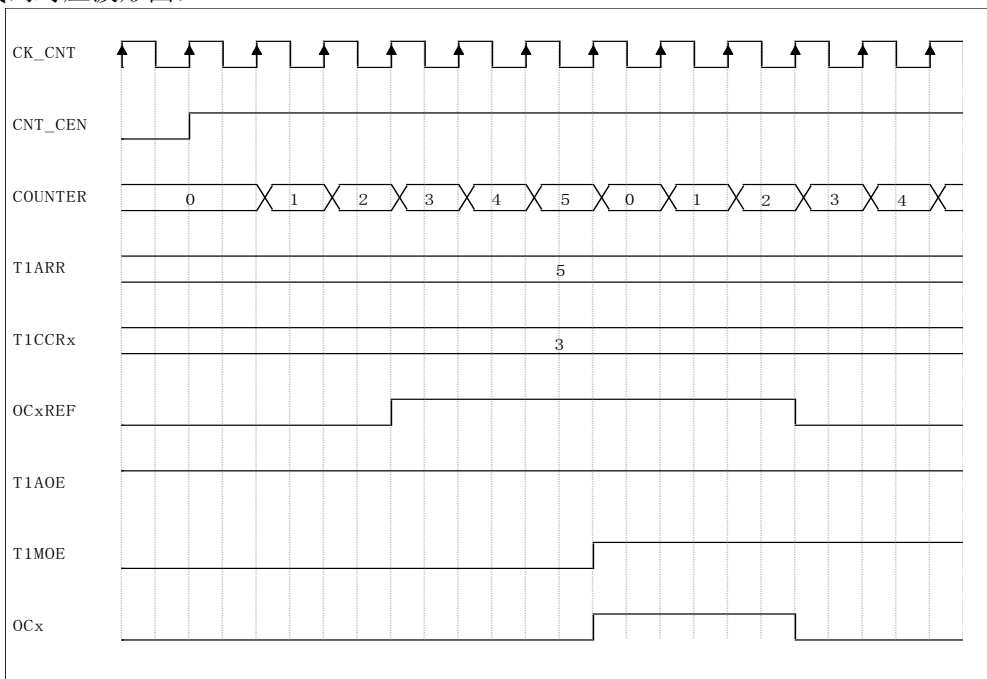 CK_CNT
CNT_CEN
COUNTER 0 1 2 3 4 5 0 1 2 3 4
T1ARR 5
T1CCRx 3
OCxREF
T1AOE
T1MOE
OCx